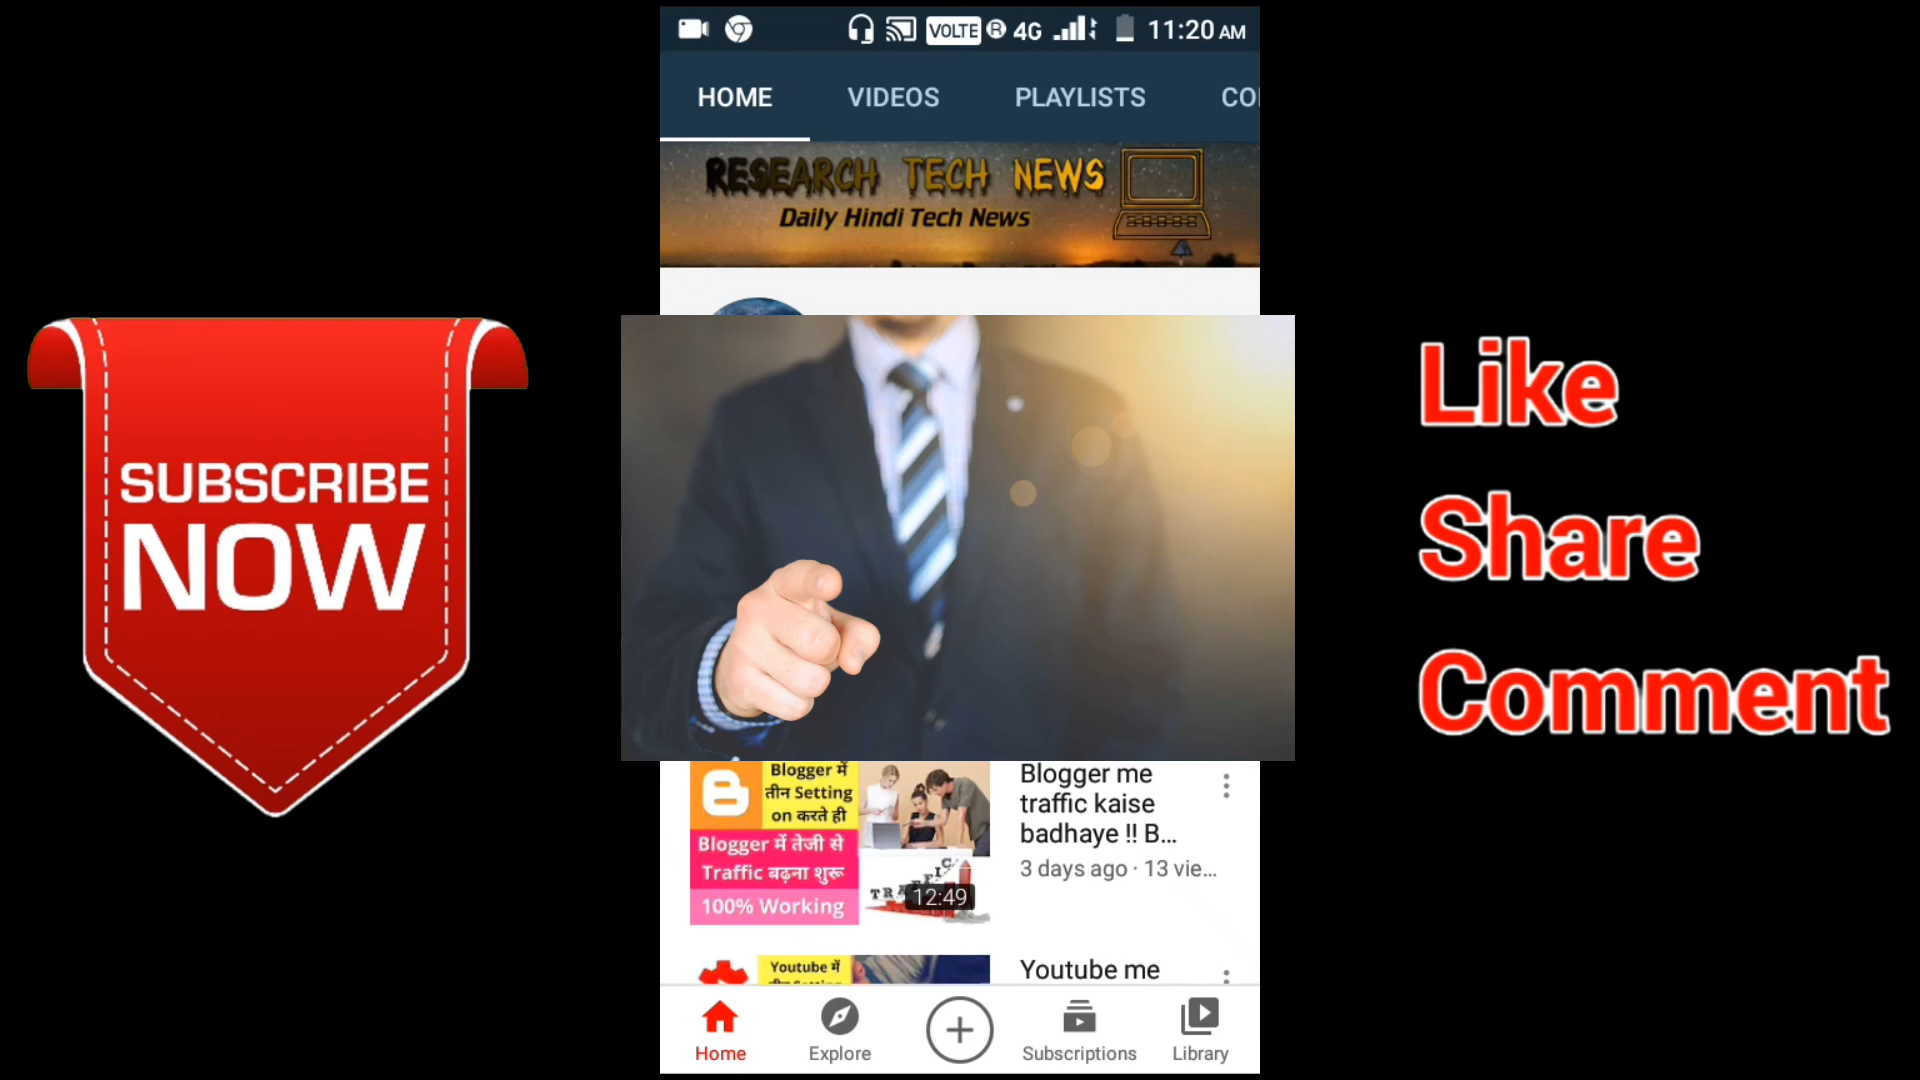 VOLTE R 4G 11:20 AM
HOME VIDEOS PLAYLISTS
RESEARCH TECH NEWS
Daily Hindi Tech News
SUBSCRIBE
NOW
Like
Share
Comment
Blogger में
तीन Setting
on करते ही
Blogger में तेजी से
Traffic बढ़ना शुरू
100% Working
TRAFFIC
12:49
Blogger me
traffic kaise
badhaye !! B...
3 days ago · 13 vie...
Youtube में
Youtube me
Home Explore Subscriptions Library